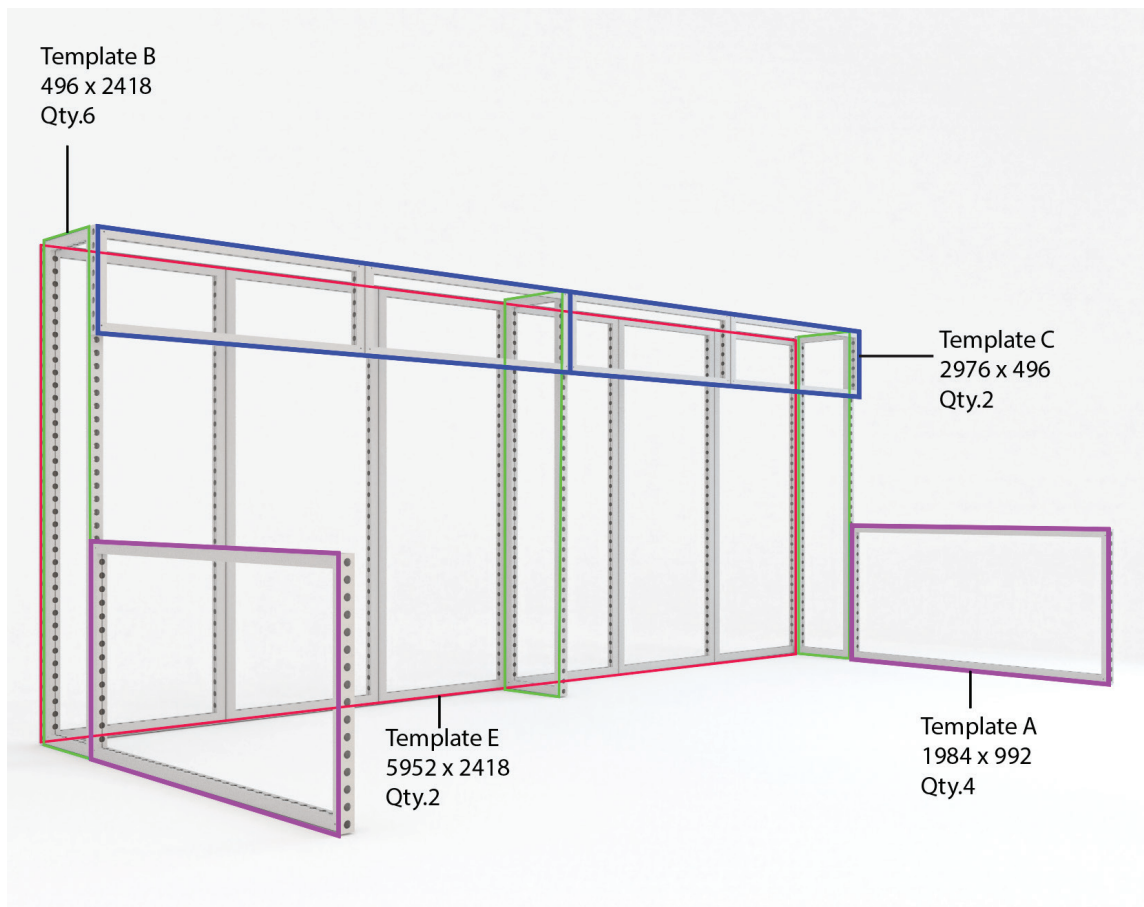 Template B
496 x 2418
Qty.6
Template C
2976 x 496
Qty.2
Template E
5952 x 2418
Qty.2
Template A
1984 x 992
Qty.4